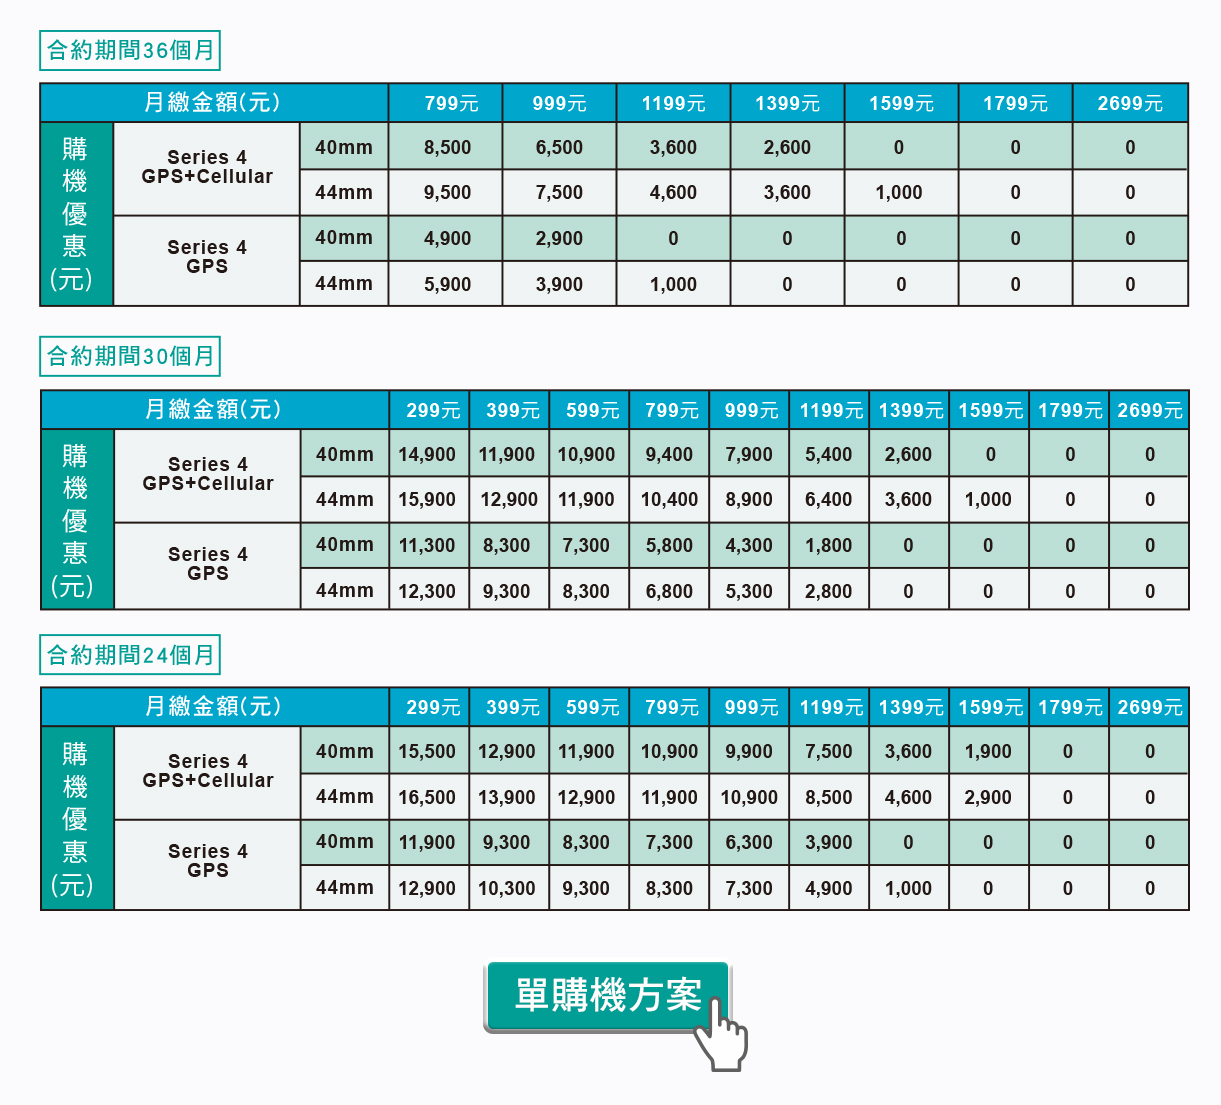 合約期間36個月
月繳金額(元) 799元 999元 1199元 1399元 1599元 1799元 2699元
購機優惠(元)
Series 4 GPS+Cellular
40mm 8,500 6,500 3,600 2,600 0 0 0
44mm 9,500 7,500 4,600 3,600 1,000 0 0
Series 4 GPS
40mm 4,900 2,900 0 0 0 0 0
44mm 5,900 3,900 1,000 0 0 0 0
合約期間30個月
月繳金額(元) 299元 399元 599元 799元 999元 1199元 1399元 1599元 1799元 2699元
購機優惠(元)
Series 4 GPS+Cellular
40mm 14,900 11,900 10,900 9,400 7,900 5,400 2,600 0 0 0
44mm 15,900 12,900 11,900 10,400 8,900 6,400 3,600 1,000 0 0
Series 4 GPS
40mm 11,300 8,300 7,300 5,800 4,300 1,800 0 0 0 0
44mm 12,300 9,300 8,300 6,800 5,300 2,800 0 0 0 0
合約期間24個月
月繳金額(元) 299元 399元 599元 799元 999元 1199元 1399元 1599元 1799元 2699元
購機優惠(元)
Series 4 GPS+Cellular
40mm 15,500 12,900 11,900 10,900 9,900 7,500 3,600 1,900 0 0
44mm 16,500 13,900 12,900 11,900 10,900 8,500 4,600 2,900 0 0
Series 4 GPS
40mm 11,900 9,300 8,300 7,300 6,300 3,900 0 0 0 0
44mm 12,900 10,300 9,300 8,300 7,300 4,900 1,000 0 0 0
單購機方案